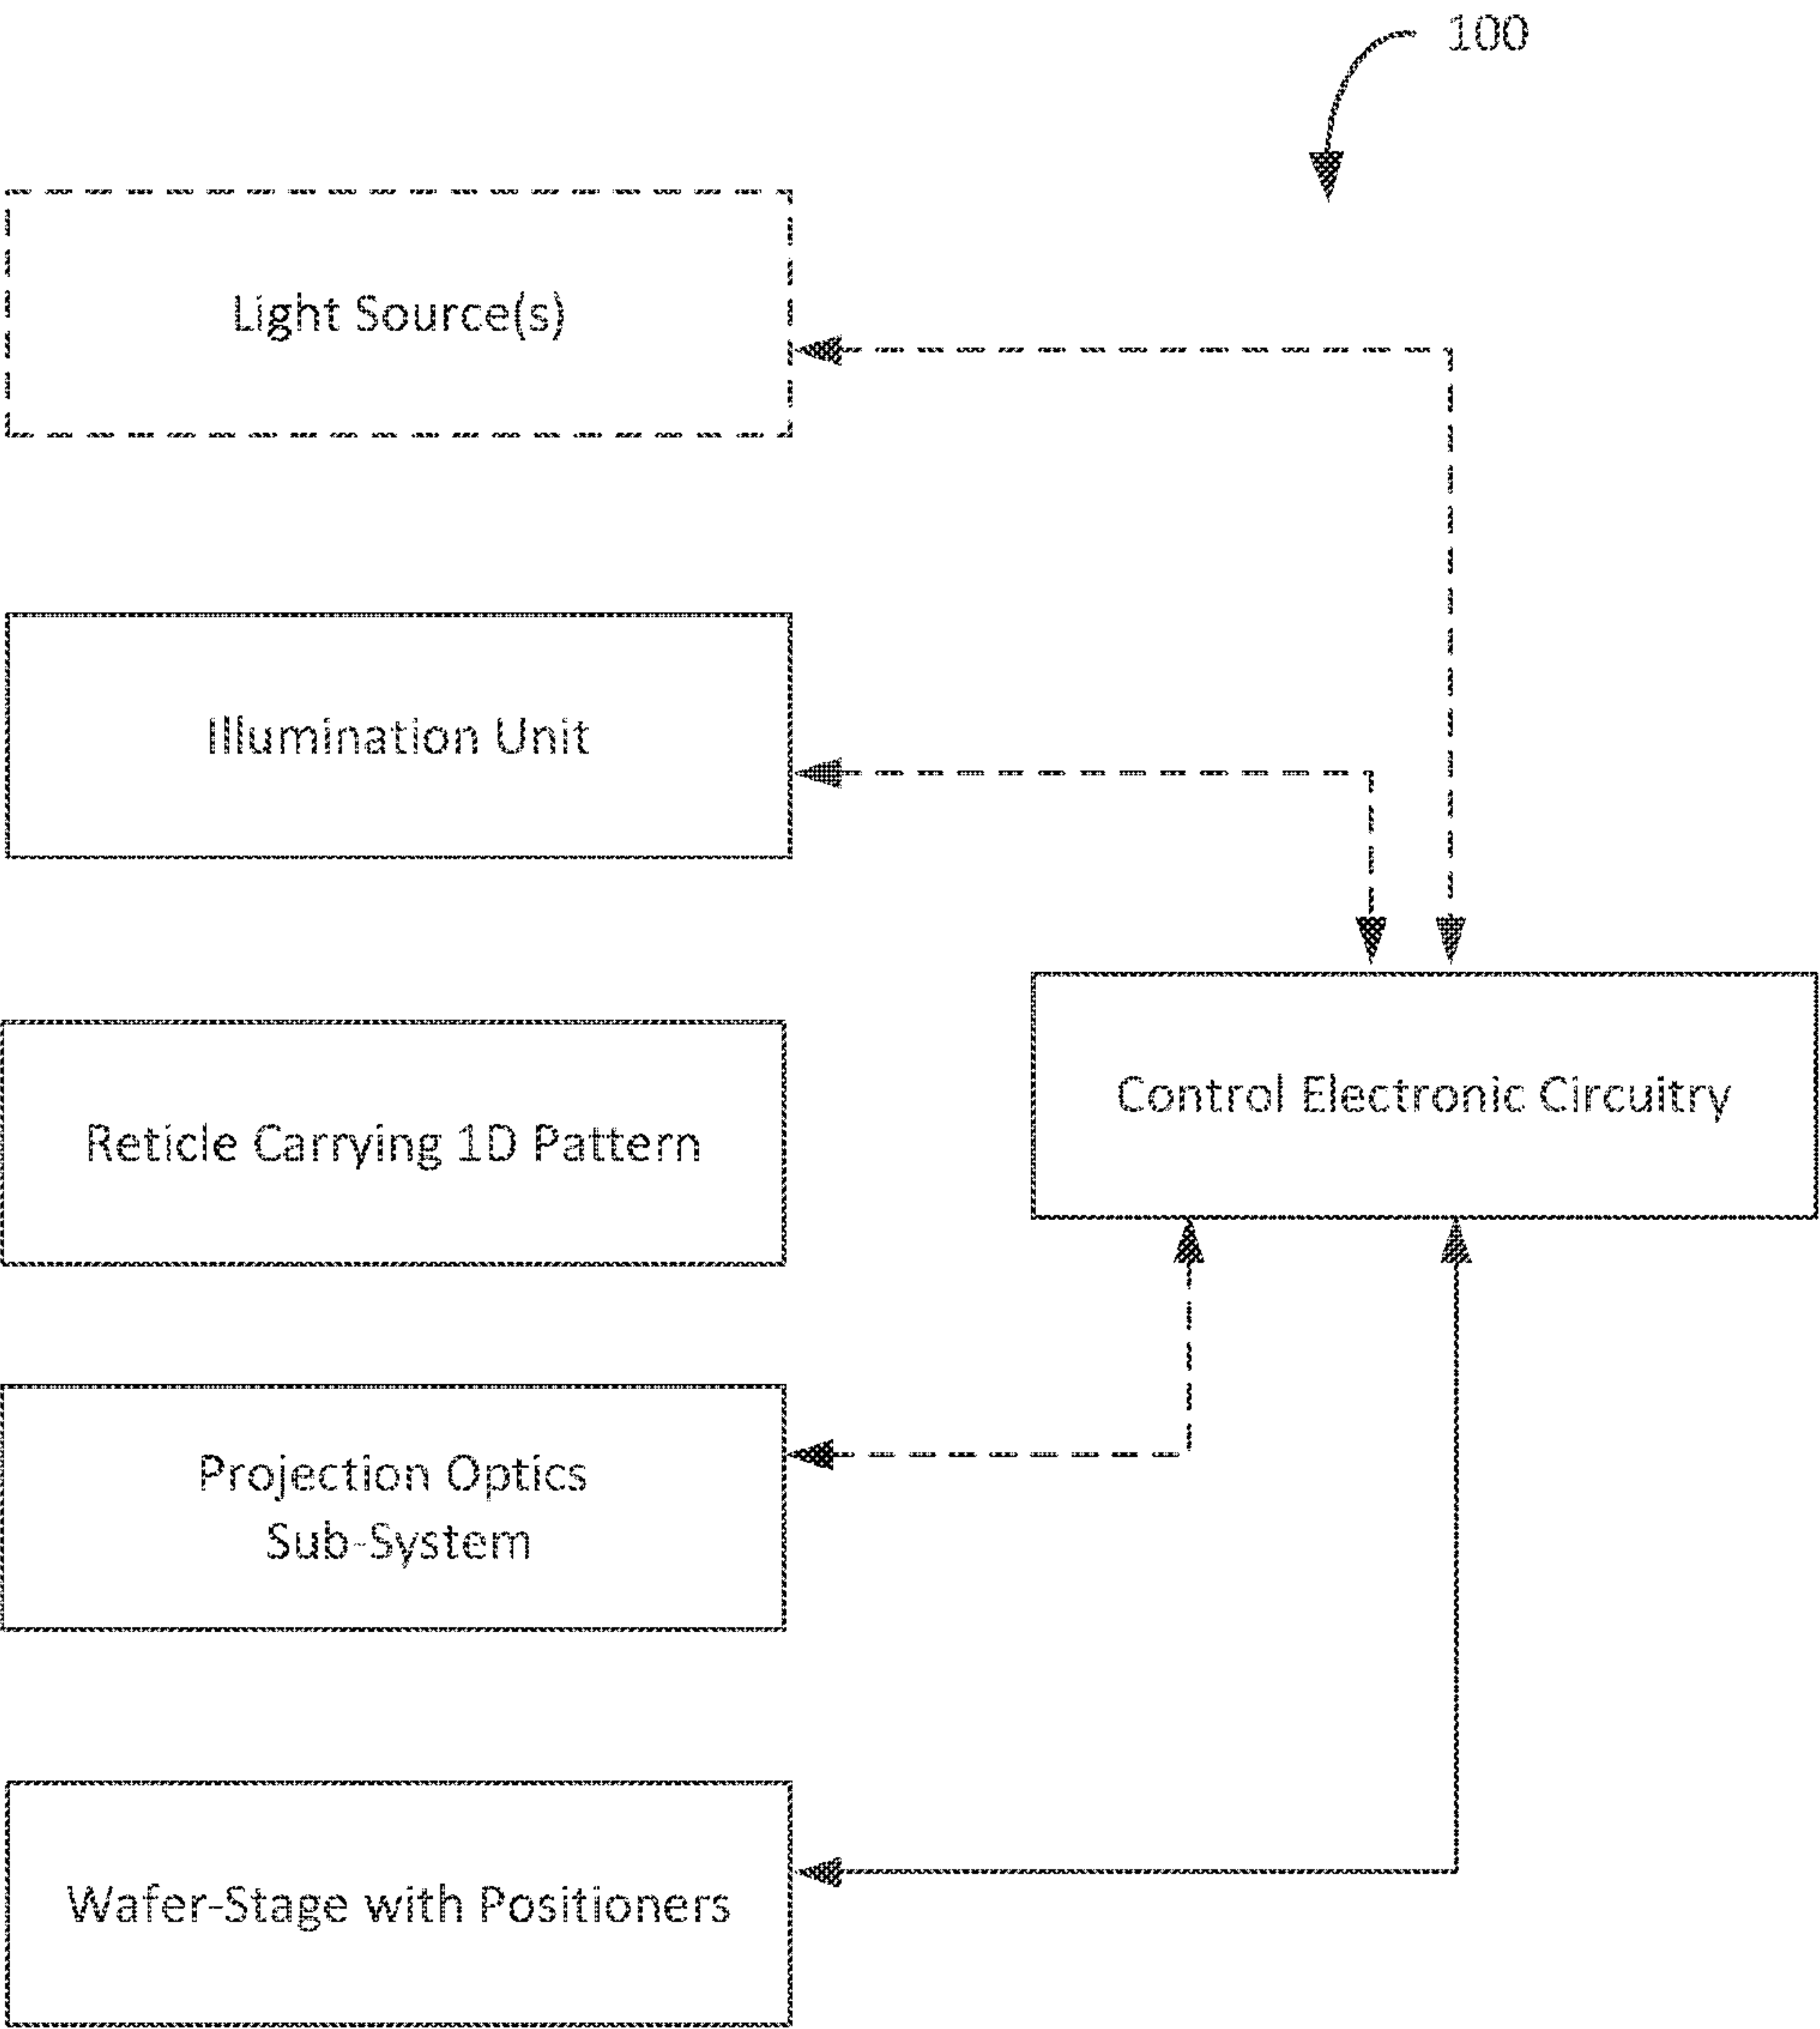 100
Light Source(s)
Illumination Unit
Reticle Carrying 1D Pattern
Control Electronic Circuitry
Projection Optics
Sub-System
Wafer-Stage with Positioners